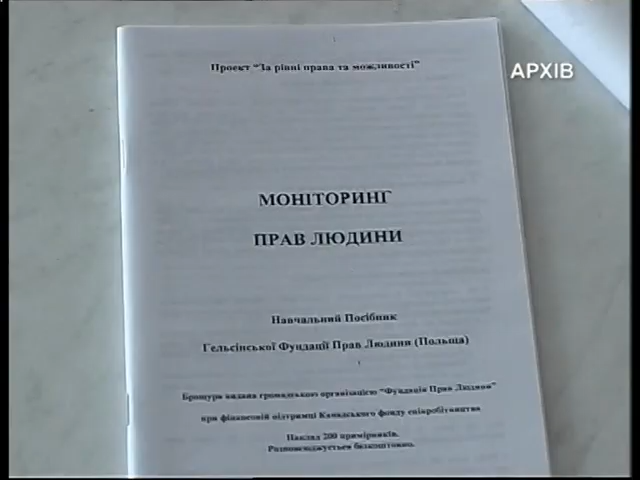 Проект "За рівні права та можливості"
АРХІВ
МОНІТОРИНГ
ПРАВ ЛЮДИНИ
Навчальний Посібник
Гельсінської Фундації Прав Людини (Польща)
Брошура видана громадською організацією "Фундація Прав Людини"
при фінансовій підтримці Канадського фонду співробітництва
Наклад 200 примірників.
Розповсюджується безкоштовно.